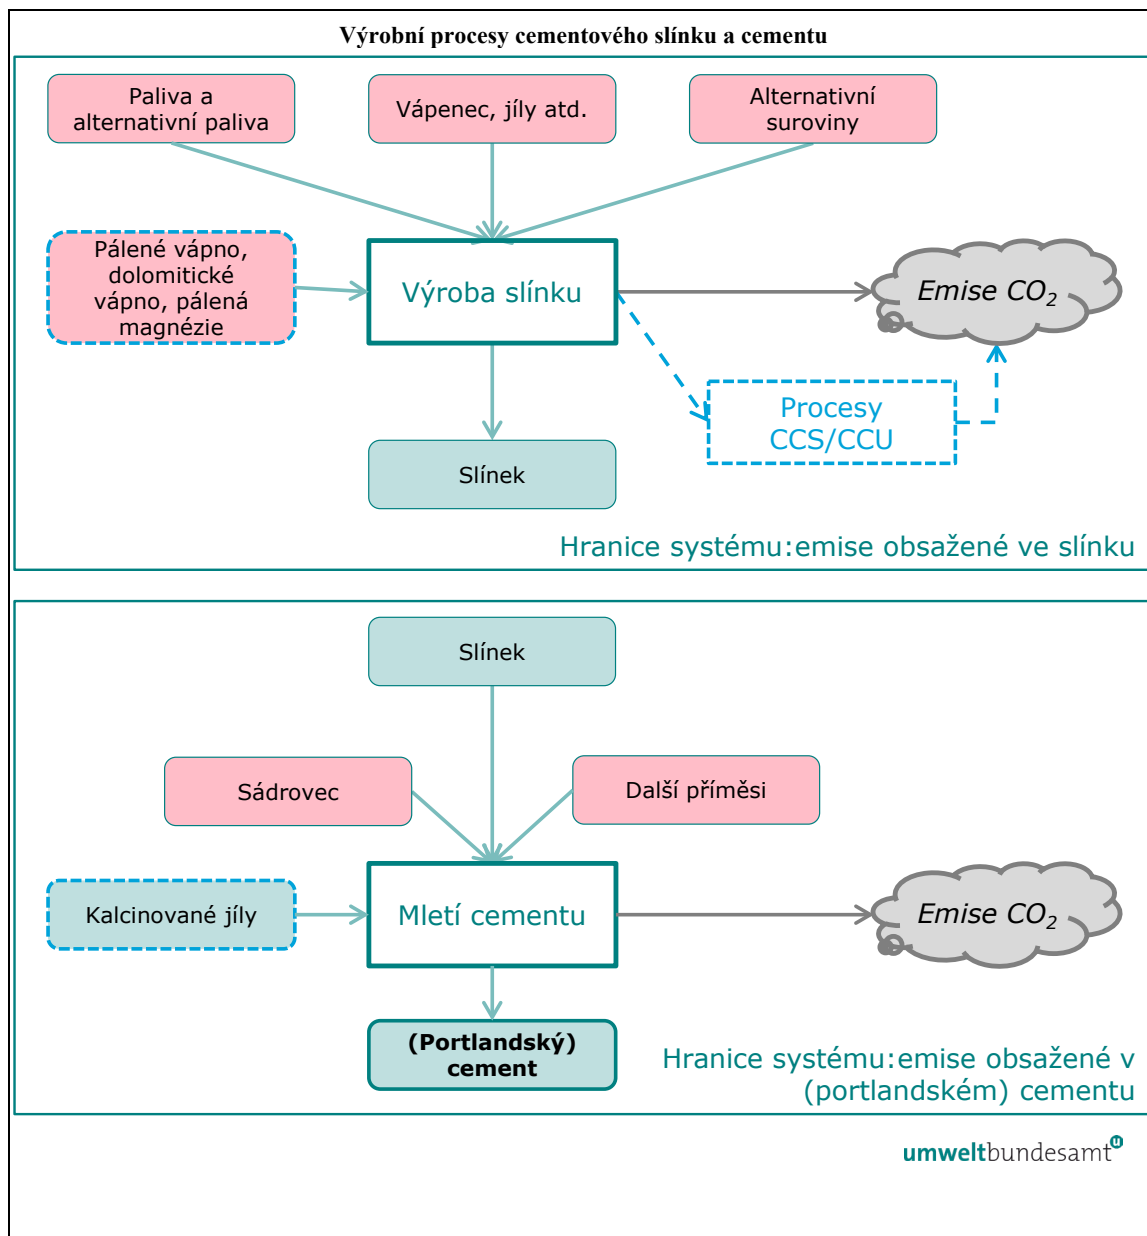 Výrobní procesy cementového slínku a cementu
Paliva a
alternativní paliva
Vápenec, jíly atd.
Alternativní
suroviny
Pálené vápno,
dolomitické
vápno, pálená
magnézie
Výroba slínku
Emise CO₂
Procesy
CCS/CCU
Slínek
Hranice systému:emise obsažené ve slínku
Slínek
Sádrovec
Další příměsi
Kalcinované jíly
Mletí cementu
Emise CO₂
(Portlandský)
cement
Hranice systému:emise obsažené v
(portlandském) cementu
umweltbundesamt